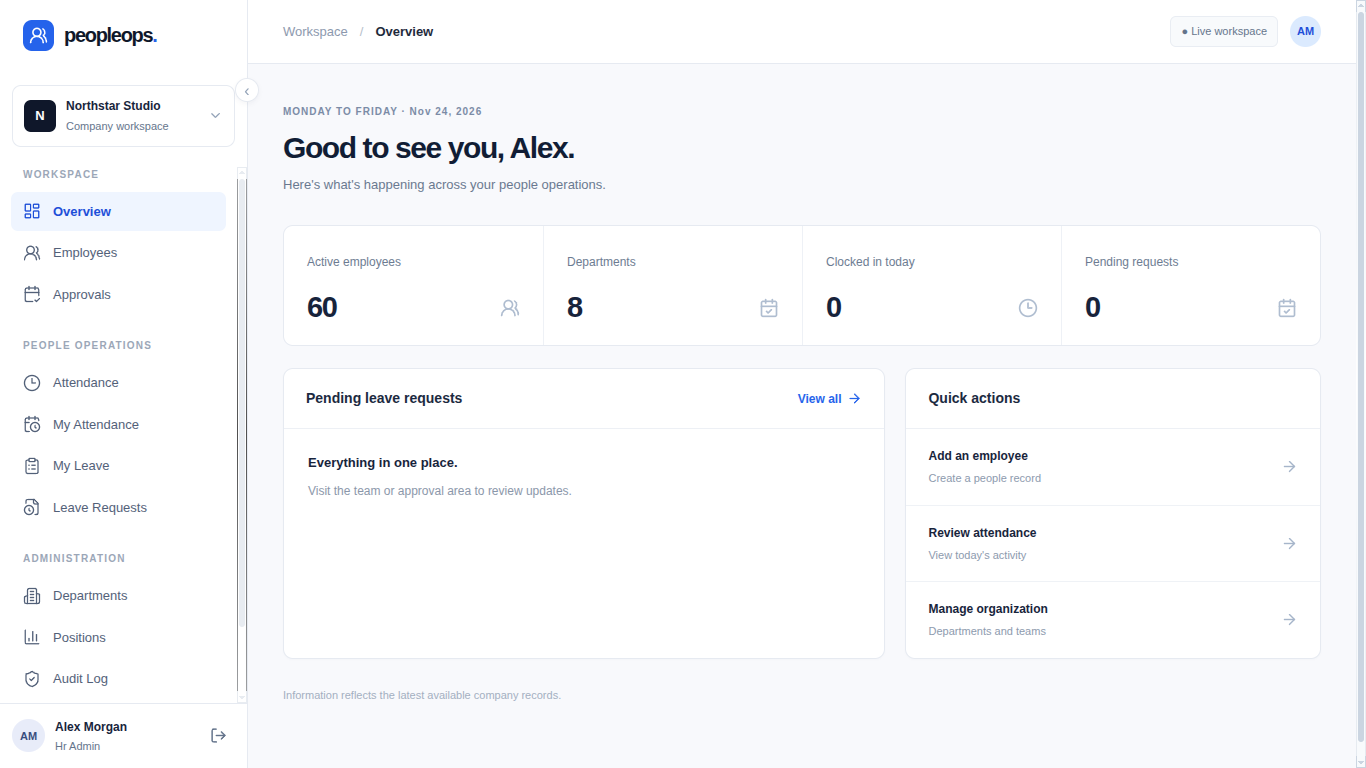 peopleops.
N
Northstar Studio
Company workspace
WORKSPACE
Overview
Employees
Approvals
PEOPLE OPERATIONS
Attendance
My Attendance
My Leave
Leave Requests
ADMINISTRATION
Departments
Positions
Audit Log
AM
Alex Morgan
Hr Admin
Workspace / Overview
● Live workspace
AM
MONDAY TO FRIDAY · Nov 24, 2026
Good to see you, Alex.
Here's what's happening across your people operations.
Active employees
60
Departments
8
Clocked in today
0
Pending requests
0
Pending leave requests
View all
Everything in one place.
Visit the team or approval area to review updates.
Quick actions
Add an employee
Create a people record
Review attendance
View today's activity
Manage organization
Departments and teams
Information reflects the latest available company records.